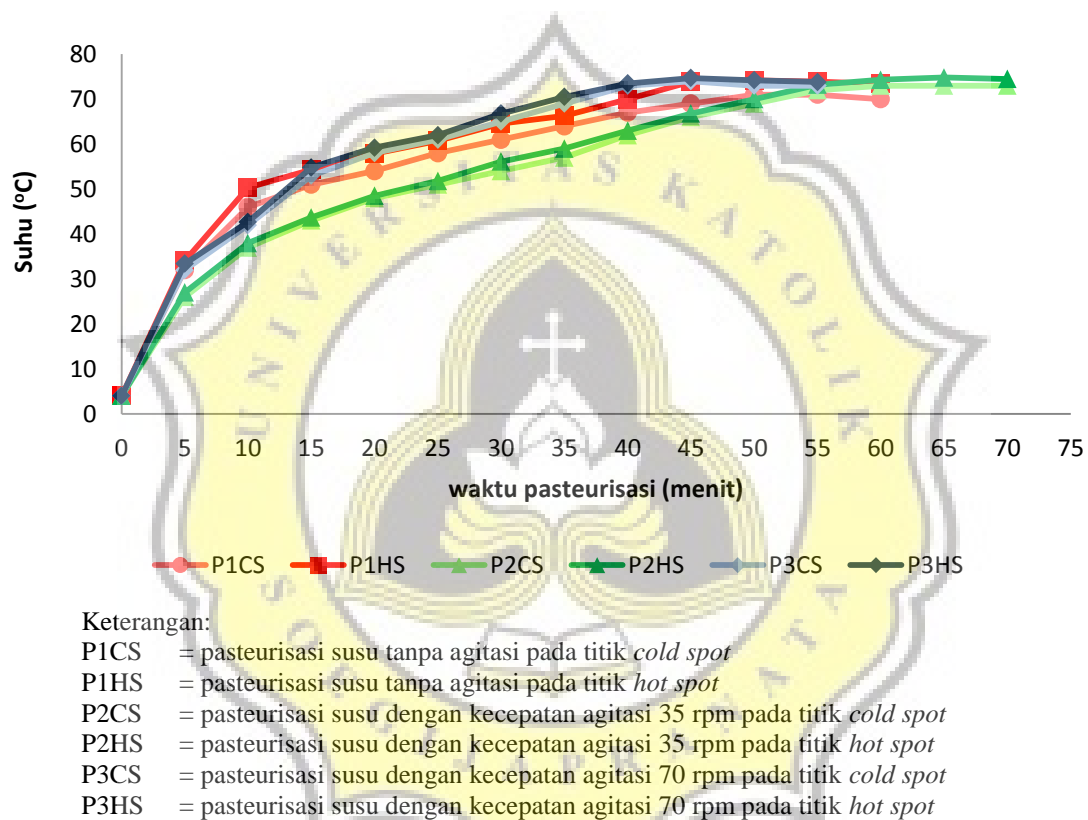 80
70
60
50
40
30
20
10
0
Suhu (ºC)
0 5 10 15 20 25 30 35 40 45 50 55 60 65 70 75
waktu pasteurisasi (menit)
P1CS P1HS P2CS P2HS P3CS P3HS
Keterangan:
P1CS = pasteurisasi susu tanpa agitasi pada titik cold spot
P1HS = pasteurisasi susu tanpa agitasi pada titik hot spot
P2CS = pasteurisasi susu dengan kecepatan agitasi 35 rpm pada titik cold spot
P2HS = pasteurisasi susu dengan kecepatan agitasi 35 rpm pada titik hot spot
P3CS = pasteurisasi susu dengan kecepatan agitasi 70 rpm pada titik cold spot
P3HS = pasteurisasi susu dengan kecepatan agitasi 70 rpm pada titik hot spot
UNIVERSITAS KATOLIK
SOEGIJAPRANATA